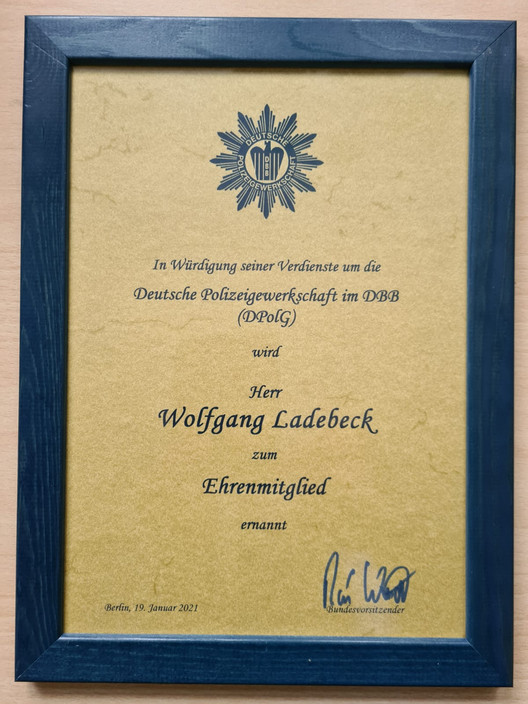 DEUTSCHE
POLIZEIGEWERKSCHAFT
DBB
In Würdigung seiner Verdienste um die
Deutsche Polizeigewerkschaft im DBB
(DPolG)
wird
Herr
Wolfgang Ladebeck
zum
Ehrenmitglied
ernannt
Berlin, 19. Januar 2021
Bundesvorsitzender